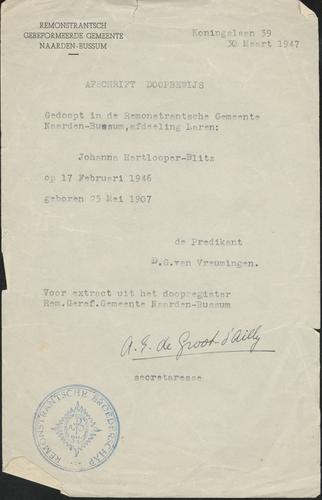 REMONSTRANTSCH
GEREFORMEERDE GEMEENTE
NAARDEN-BUSSUM
Koningslaan 39
30 Maart 1947
AFSCHRIFT DOOPBEWIJS
Gedoopt in de Remonstrantsche Gemeente
Naarden-Bussum, afdeeling Laren:
Johanna Hartlooper-Blitz
op 17 Februari 1946
geboren 25 Mei 1907
de Predikant
D.G.van Vreumingen.
Voor extract uit het doopregister
Rem.Geref.Gemeente Naarden-Bussum
A. E. de Groot-d'Ailly
secretaresse
REMONSTRANTSCHE BROEDERSCHAP